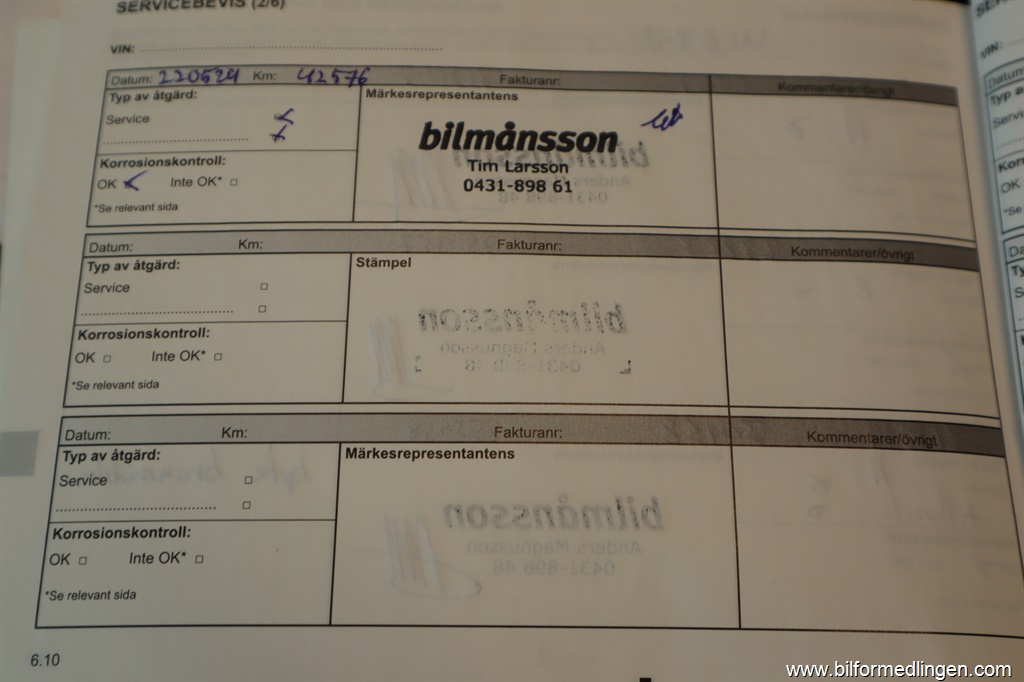 SERVICEBEVIS (2/6)
VIN: ........................
Datum: 220524 Km: 42576 Fakturanr: Kommentarer/övrigt
Typ av åtgärd:
Märkesrepresentantens
Service
bilmånsson
Tim Larsson
0431-898 61
Korrosionskontroll:
OK Inte OK* □
*Se relevant sida
Datum: Km: Fakturanr: Kommentarer/övrigt
Typ av åtgärd:
Stämpel
Service □
........................ □
Korrosionskontroll:
OK □ Inte OK* □
*Se relevant sida
Datum: Km: Fakturanr: Kommentarer/övrigt
Typ av åtgärd:
Märkesrepresentantens
Service □
........................ □
Korrosionskontroll:
OK □ Inte OK* □
*Se relevant sida
6.10
www.bilformedlingen.com